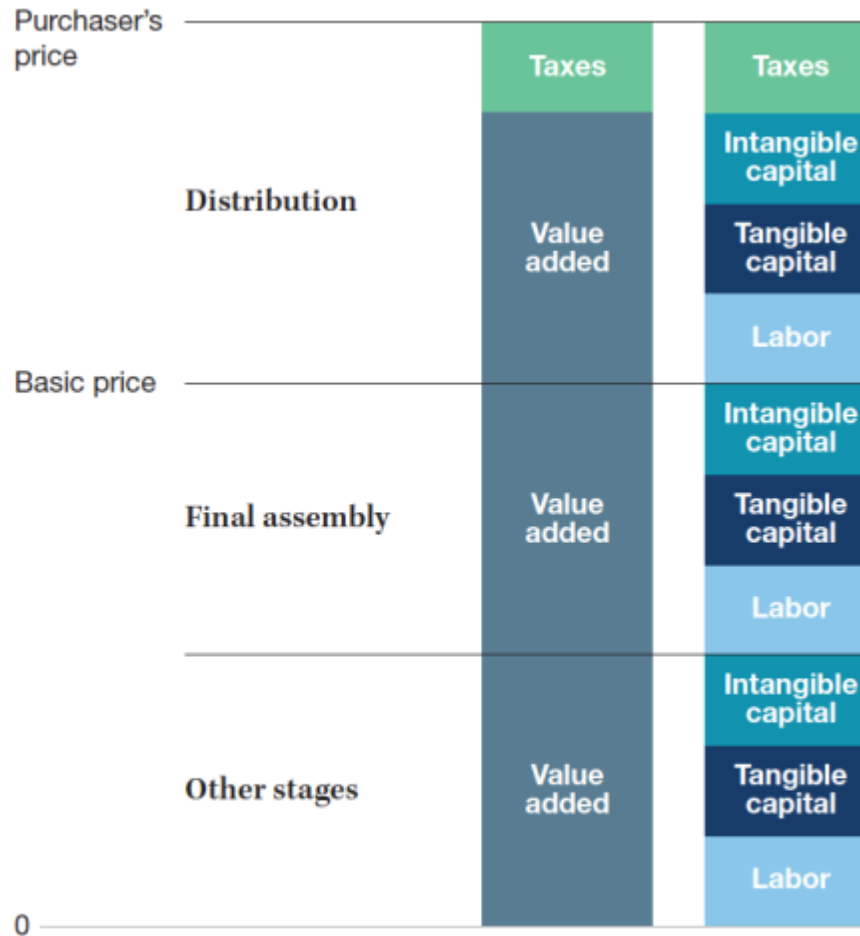 Purchaser's
price
Taxes
Taxes
Intangible
capital
Distribution
Value
added
Tangible
capital
Labor
Basic price
Intangible
capital
Final assembly
Value
added
Tangible
capital
Labor
Intangible
capital
Other stages
Value
added
Tangible
capital
Labor
0